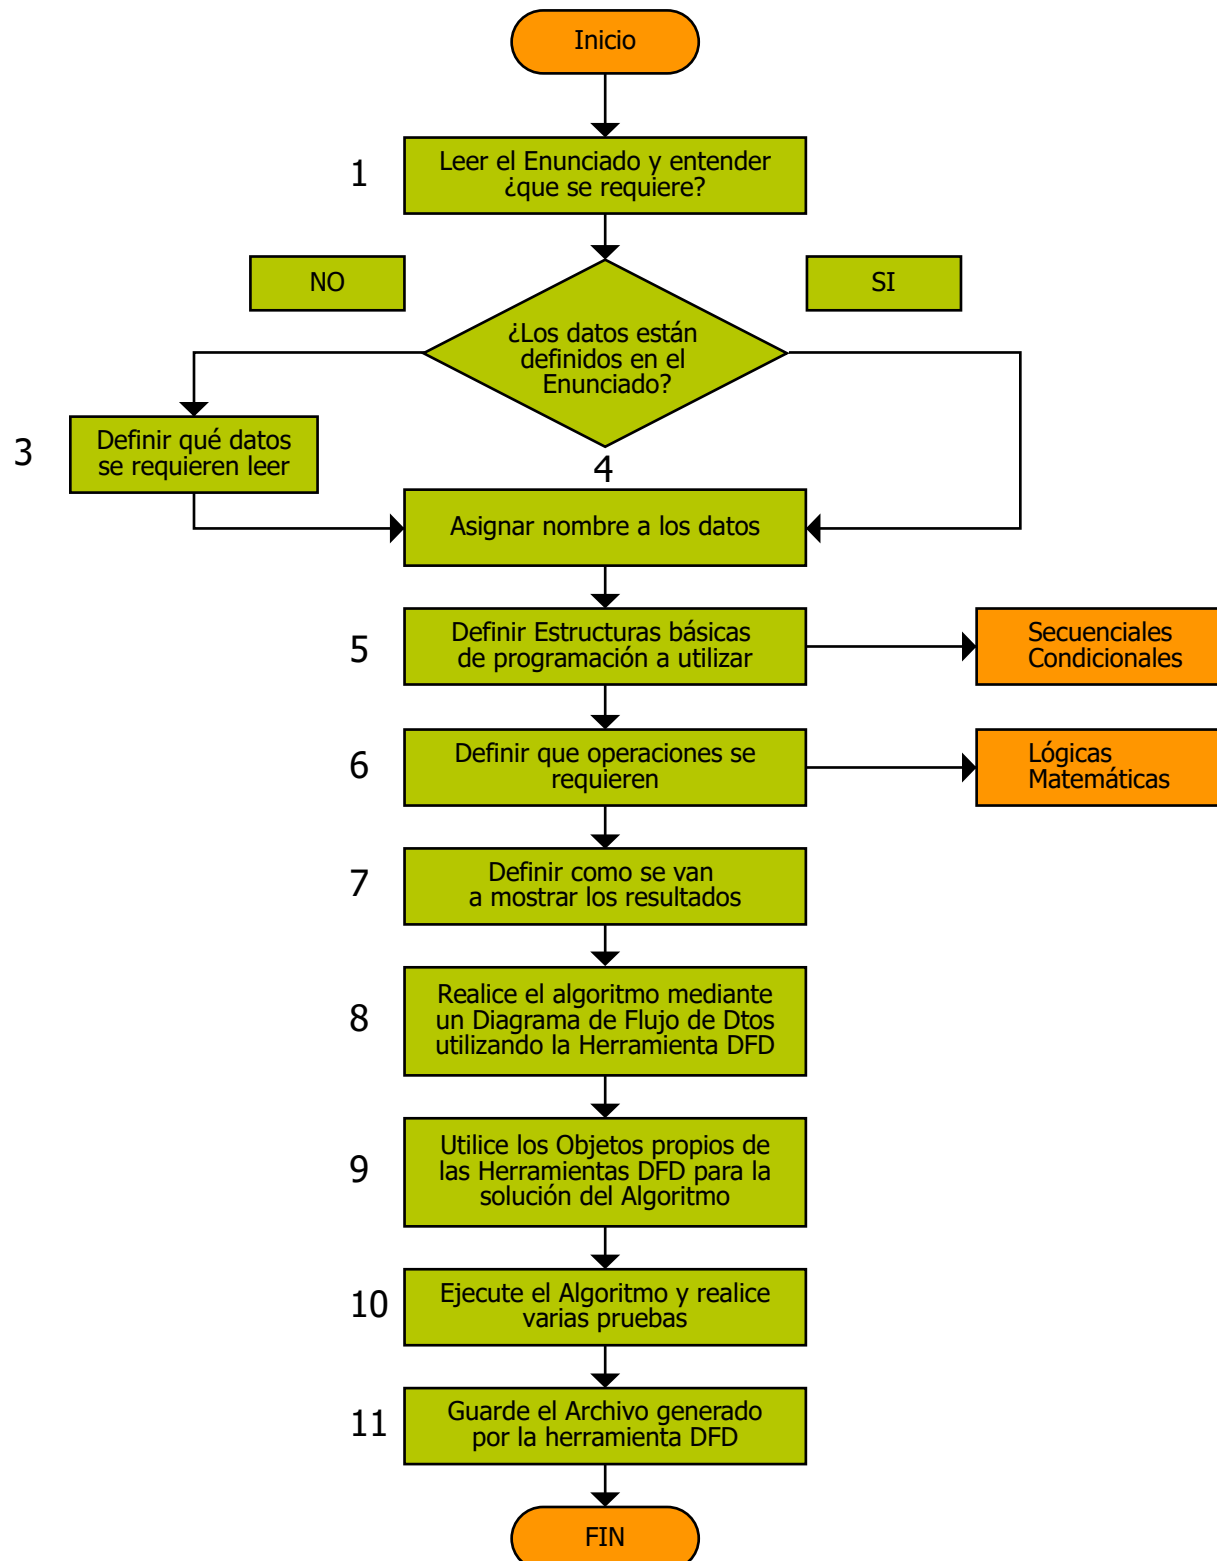 Inicio
1
Leer el Enunciado y entender
¿que se requiere?
NO
SI
¿Los datos están
definidos en el
Enunciado?
3
Definir qué datos
se requieren leer
4
Asignar nombre a los datos
5
Definir Estructuras básicas
de programación a utilizar
Secuenciales
Condicionales
6
Definir que operaciones se
requieren
Lógicas
Matemáticas
7
Definir como se van
a mostrar los resultados
8
Realice el algoritmo mediante
un Diagrama de Flujo de Dtos
utilizando la Herramienta DFD
9
Utilice los Objetos propios de
las Herramientas DFD para la
solución del Algoritmo
10
Ejecute el Algoritmo y realice
varias pruebas
11
Guarde el Archivo generado
por la herramienta DFD
FIN